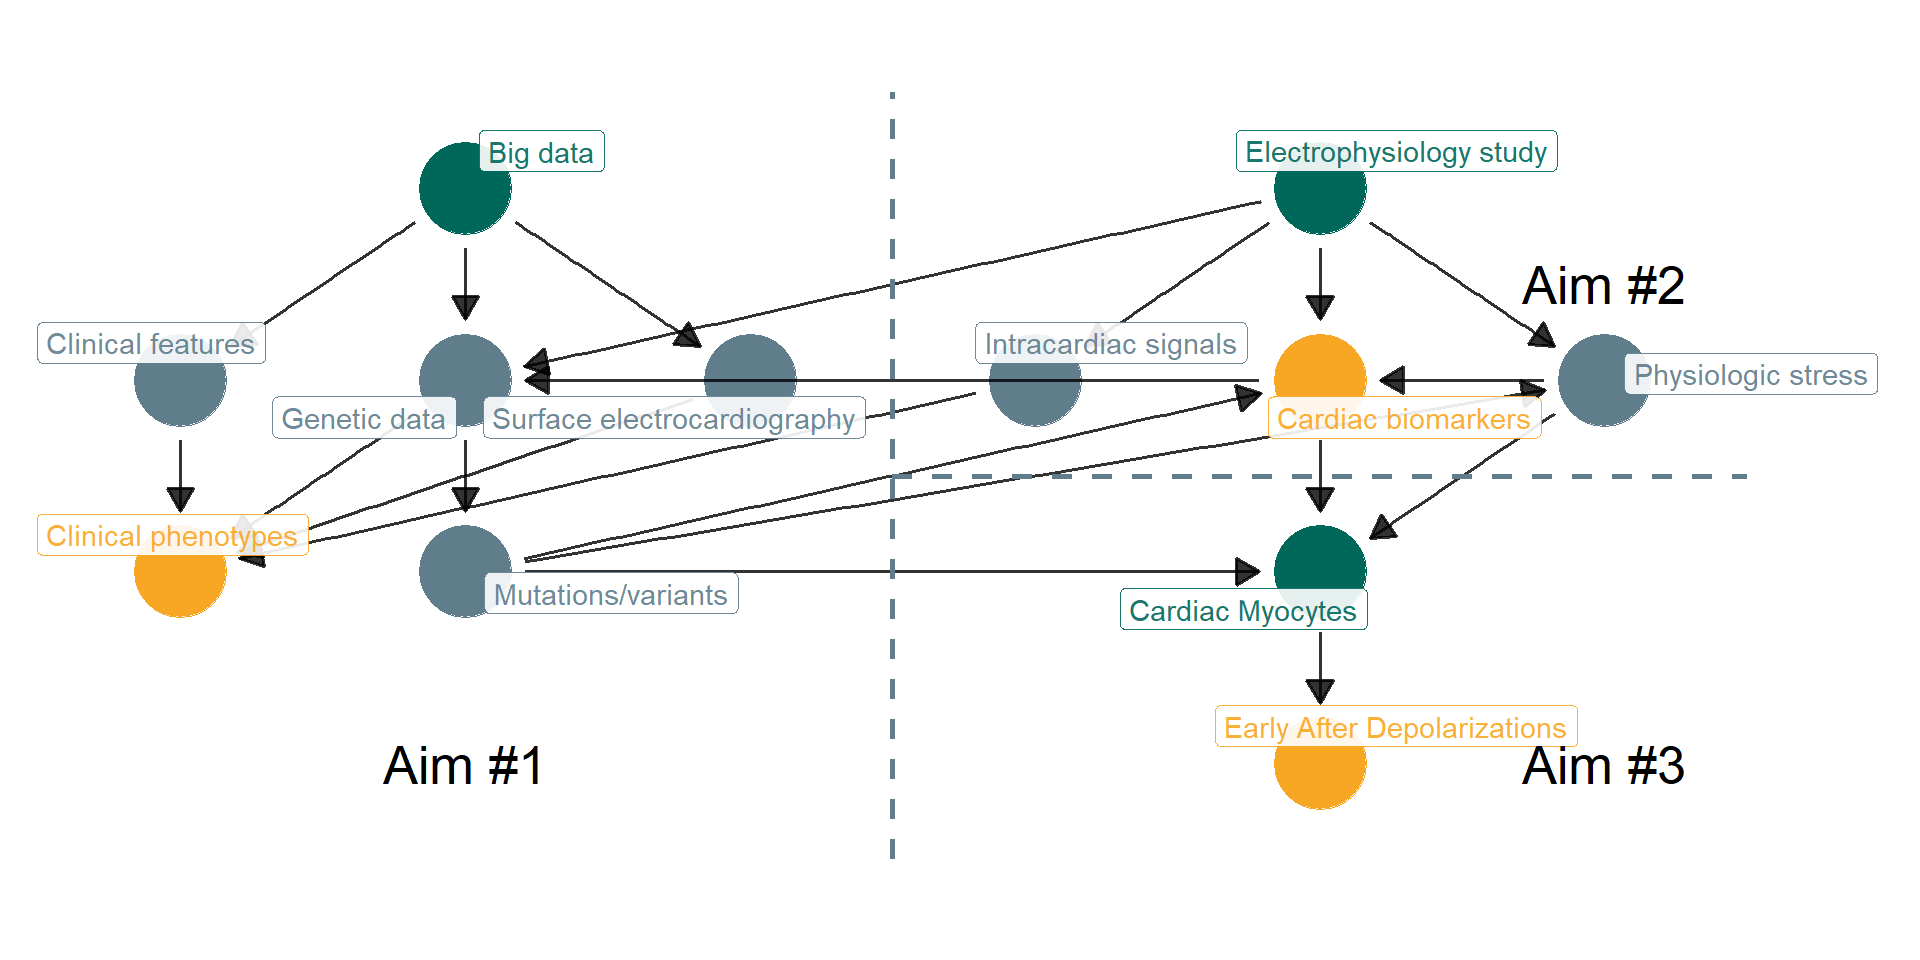 Big data
Electrophysiology study
Aim #2
Clinical features
Intracardiac signals
Physiologic stress
Genetic data
Surface electrocardiography
Cardiac biomarkers
Clinical phenotypes
Mutations/variants
Cardiac Myocytes
Early After Depolarizations
Aim #1
Aim #3